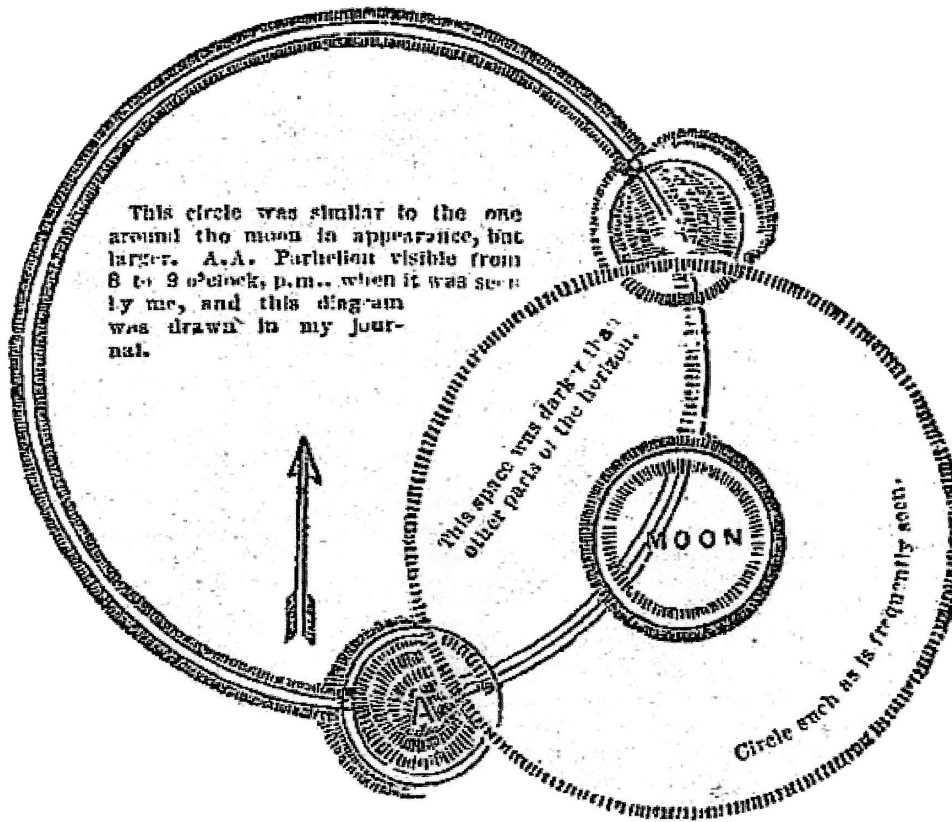 This circle was similar to the one
around the moon in appearance, but
larger. A.A. Parhelion visible from
8 to 9 o'clock, p.m.. when it was seen
by me, and this diagram
was drawn in my jour-
nal.
This space was darker than
other parts of the horizon.
MOON
A
Circle such as is frequently seen.